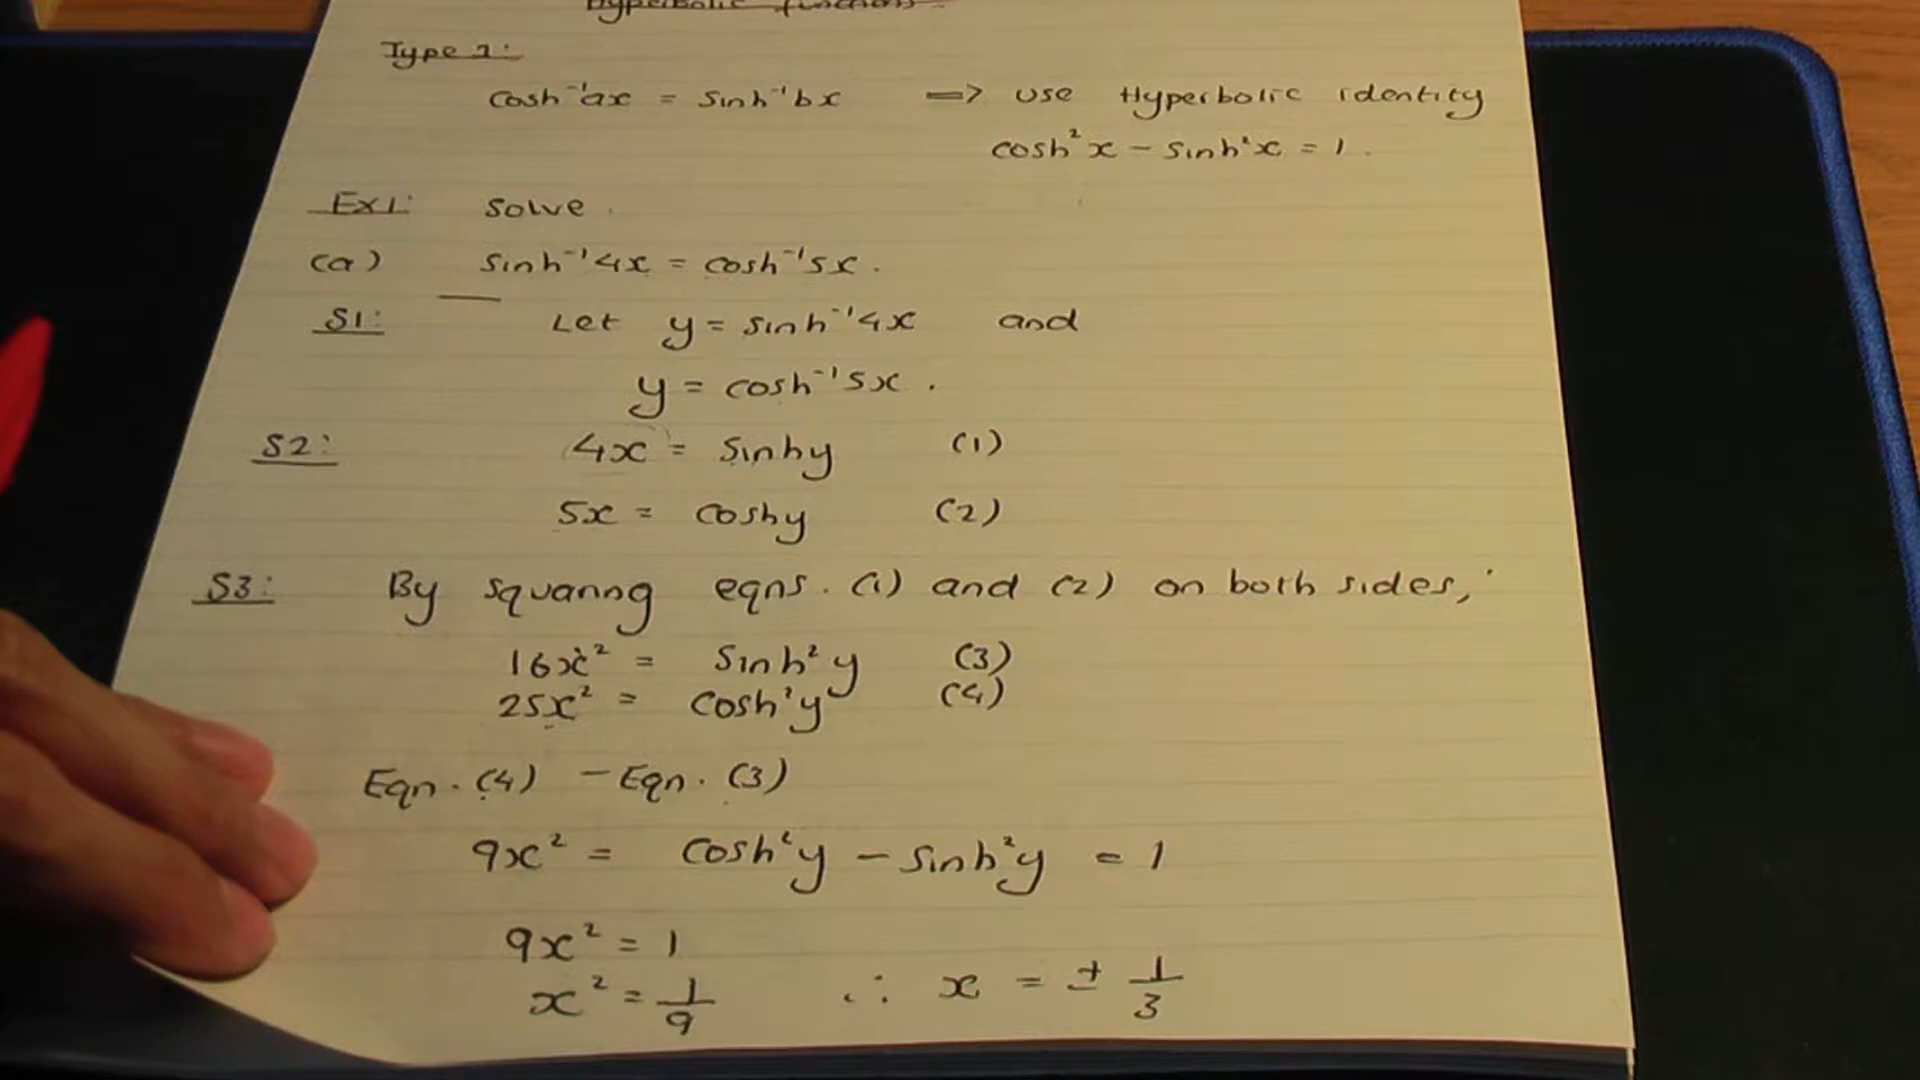 Hyperbolic functions
Type 1:
cosh⁻¹ax = sinh⁻¹bx ⟹ use Hyperbolic identity
cosh²x − sinh²x = 1.
Ex1: Solve.
(a) sinh⁻¹4x = cosh⁻¹5x.
S1: Let y = sinh⁻¹4x and
y = cosh⁻¹5x.
S2: 4x = sinhy (1)
5x = coshy (2)
S3: By squaring eqns. (1) and (2) on both sides,
16x² = sinh²y (3)
25x² = cosh²y (4)
Eqn. (4) − Eqn. (3)
9x² = cosh²y − sinh²y = 1
9x² = 1
x² = 1/9 ∴ x = ± 1/3